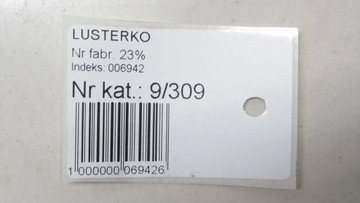 LUSTERKO
Nr fabr. 23%
Indeks: 006942
Nr kat.: 9/309
1 000000 069426